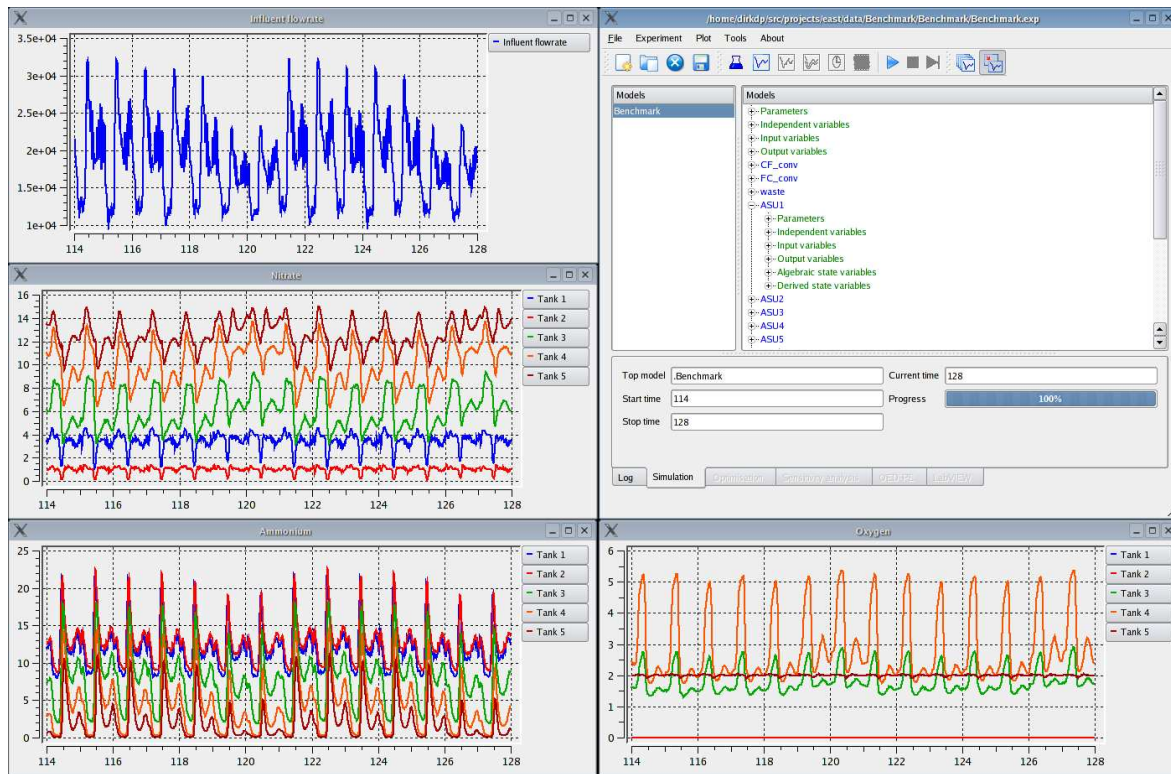 Influent flowrate
3.5e+04
3e+04
2.5e+04
2e+04
1.5e+04
1e+04
114 116 118 120 122 124 126 128
Influent flowrate
Nitrate
16
14
12
10
8
6
4
2
0
114 116 118 120 122 124 126 128
Tank 1
Tank 2
Tank 3
Tank 4
Tank 5
Ammonium
25
20
15
10
5
0
114 116 118 120 122 124 126 128
Tank 1
Tank 2
Tank 3
Tank 4
Tank 5
/home/dirkdp/src/projects/east/data/Benchmark/Benchmark/Benchmark.exp
File Experiment Plot Tools About
Models
Benchmark
Models
Parameters
Independent variables
Input variables
Output variables
CF_conv
FC_conv
waste
ASU1
Parameters
Independent variables
Input variables
Output variables
Algebraic state variables
Derived state variables
ASU2
ASU3
ASU4
ASU5
Top model .Benchmark Current time 128
Start time 114 Progress 100%
Stop time 128
Log Simulation Optimisation Sensitivity analysis LabVIEW
Oxygen
6
5
4
3
2
1
0
114 116 118 120 122 124 126 128
Tank 1
Tank 2
Tank 3
Tank 4
Tank 5